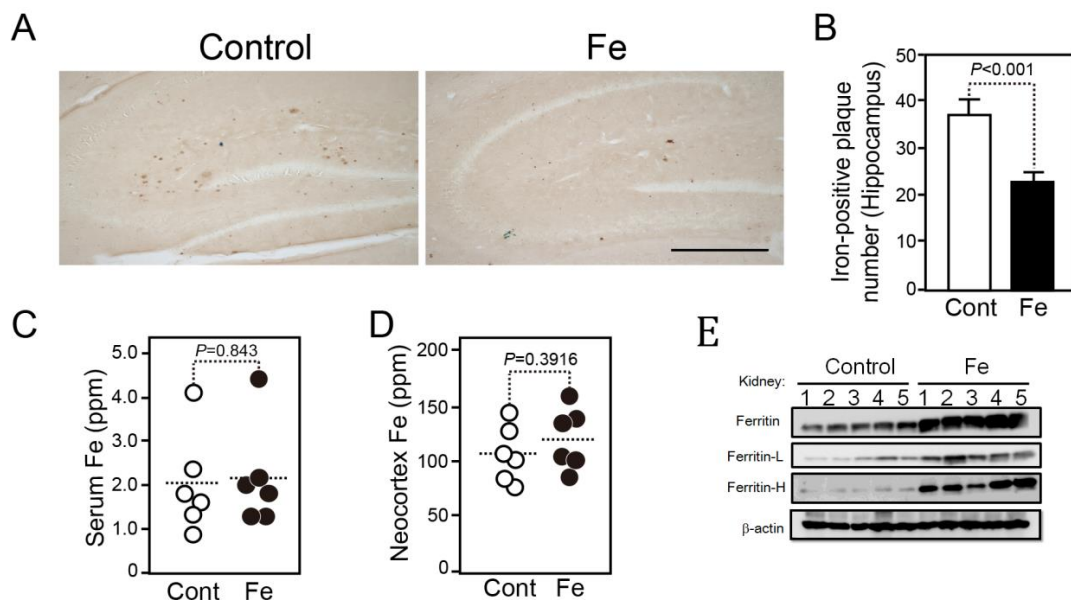 A
Control
Fe
B
Iron-positive plaque
number (Hippocampus)
50
40
30
20
10
0
P<0.001
Cont Fe
C
Serum Fe (ppm)
5.0
4.0
3.0
2.0
1.0
0
P=0.843
Cont Fe
D
Neocortex Fe (ppm)
200
150
100
50
0
P=0.3916
Cont Fe
E
Control Fe
Kidney: 1 2 3 4 5 1 2 3 4 5
Ferritin
Ferritin-L
Ferritin-H
β-actin